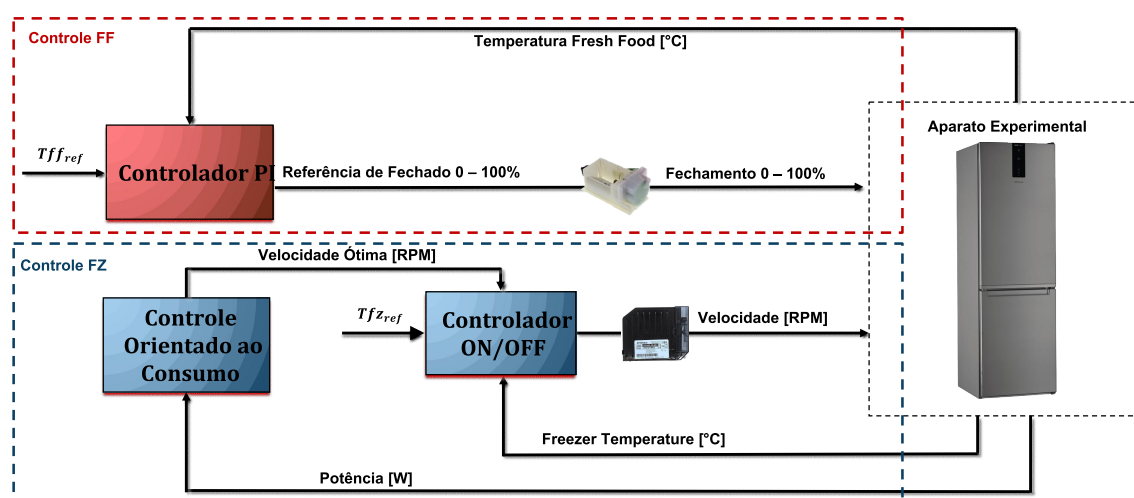 Controle FF
Temperatura Fresh Food [°C]
Aparato Experimental
Tff_ref
Controlador PI
Referência de Fechado 0 – 100%
Fechamento 0 – 100%
Controle FZ
Velocidade Ótima [RPM]
Controle
Orientado ao
Consumo
Tfz_ref
Controlador
ON/OFF
Velocidade [RPM]
Freezer Temperature [°C]
Potência [W]